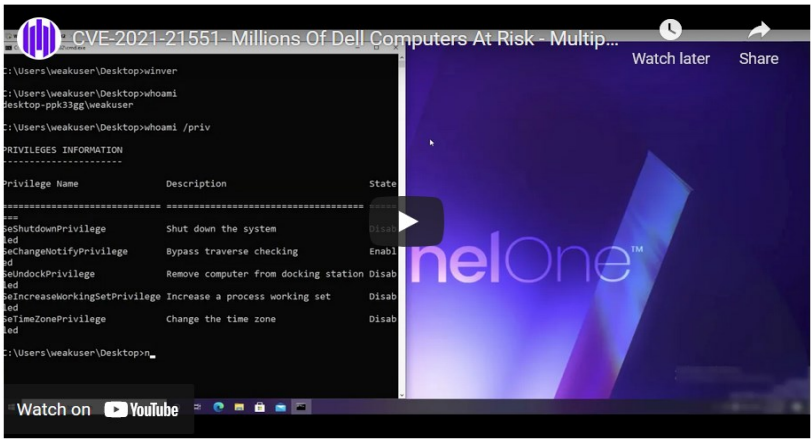 CVE-2021-21551- Millions Of Dell Computers At Risk - Multip...
Watch later
Share
C:\Users\weakuser\Desktop>winver
C:\Users\weakuser\Desktop>whoami
desktop-ppk33gg\weakuser
C:\Users\weakuser\Desktop>whoami /priv
PRIVILEGES INFORMATION
----------------------
Privilege Name Description State
============================= ==================================== =====
===
SeShutdownPrivilege Shut down the system Disab
led
SeChangeNotifyPrivilege Bypass traverse checking Enabl
ed
SeUndockPrivilege Remove computer from docking station Disab
led
SeIncreaseWorkingSetPrivilege Increase a process working set Disab
led
SeTimeZonePrivilege Change the time zone Disab
led
C:\Users\weakuser\Desktop>n_
nelOne™
Watch on YouTube